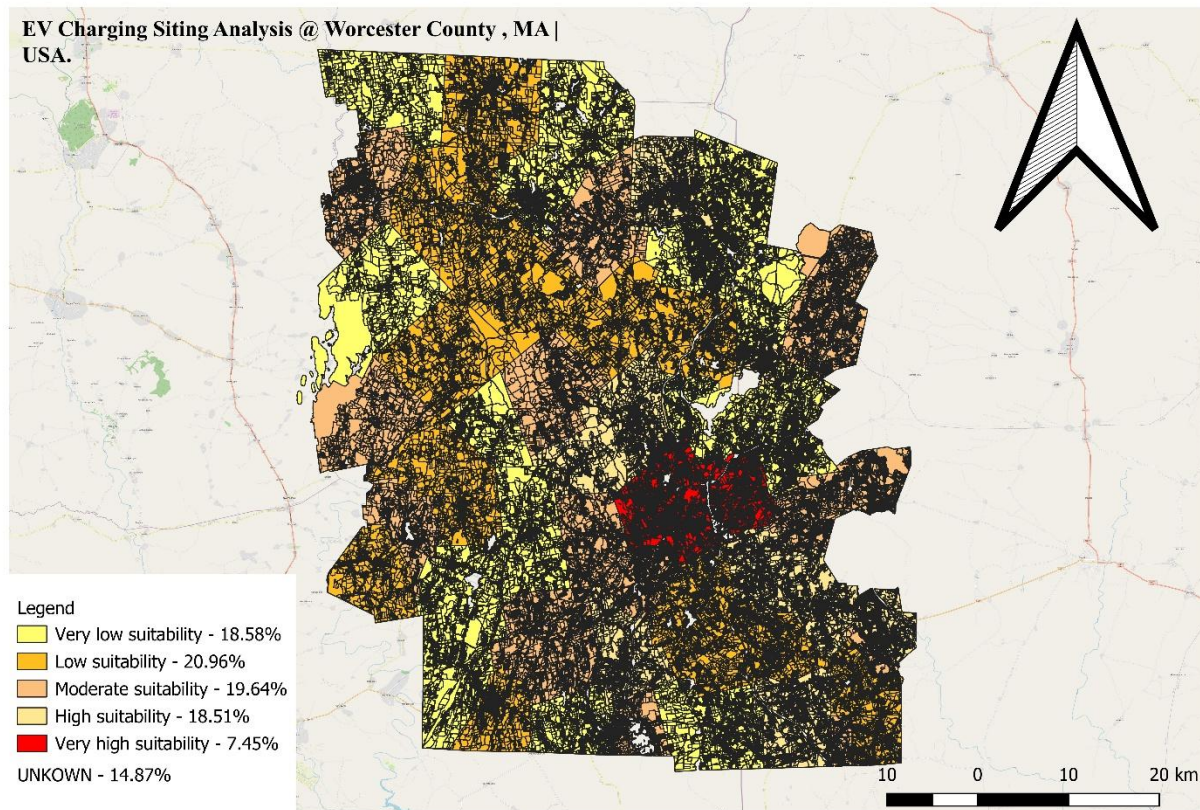 EV Charging Siting Analysis @ Worcester County , MA |
USA.
Legend
Very low suitability - 18.58%
Low suitability - 20.96%
Moderate suitability - 19.64%
High suitability - 18.51%
Very high suitability - 7.45%
UNKOWN - 14.87%
10 0 10 20 km